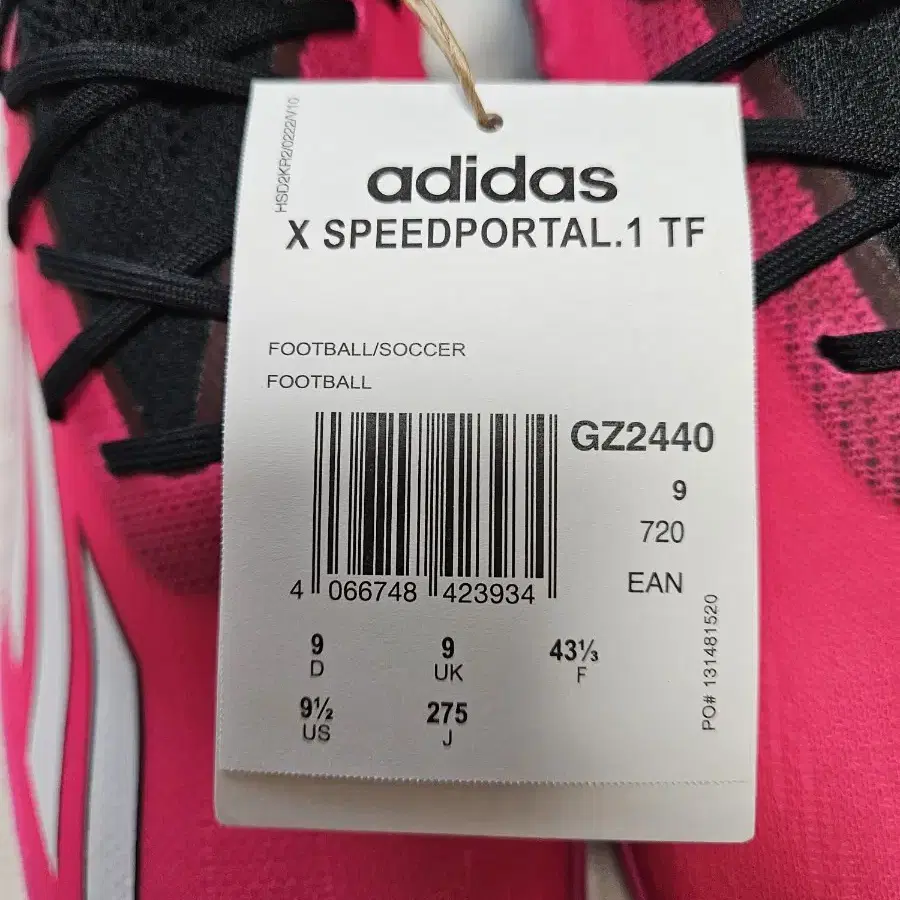 HSD2KR2/0222/V10
adidas
X SPEEDPORTAL.1 TF
FOOTBALL/SOCCER
FOOTBALL
GZ2440
9
720
EAN
4 066748 423934
9 9 43⅓
D UK F
9½ 275
US J
PO# 131481520